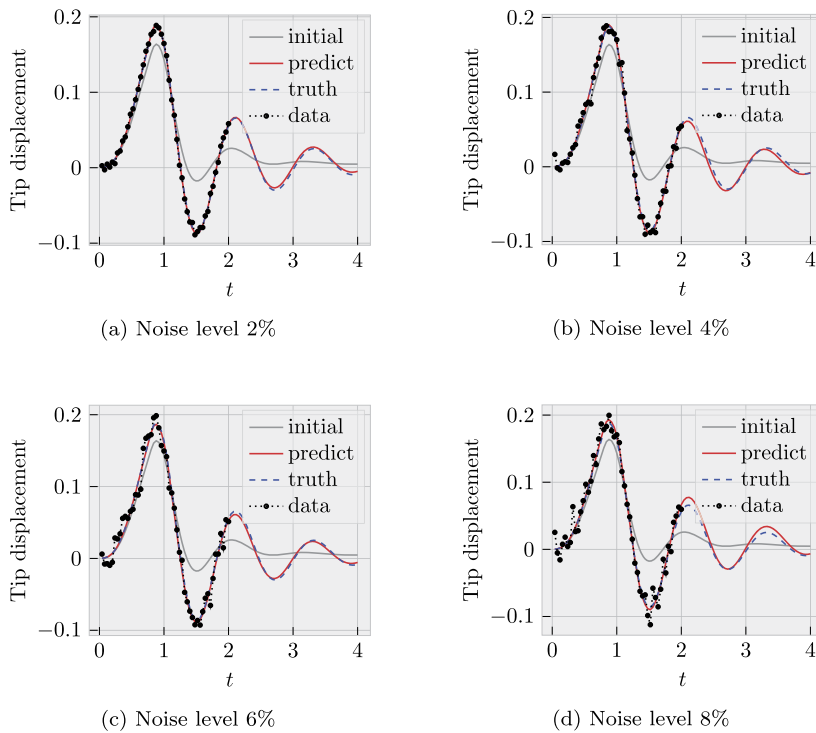 0.2
0.1
0
−0.1
0 1 2 3 4
Tip displacement
t
initial
predict
truth
data
(a) Noise level 2%
0.2
0.1
0
−0.1
0 1 2 3 4
Tip displacement
t
initial
predict
truth
data
(b) Noise level 4%
0.2
0.1
0
−0.1
0 1 2 3 4
Tip displacement
t
initial
predict
truth
data
(c) Noise level 6%
0.2
0.1
0
−0.1
0 1 2 3 4
Tip displacement
t
initial
predict
truth
data
(d) Noise level 8%